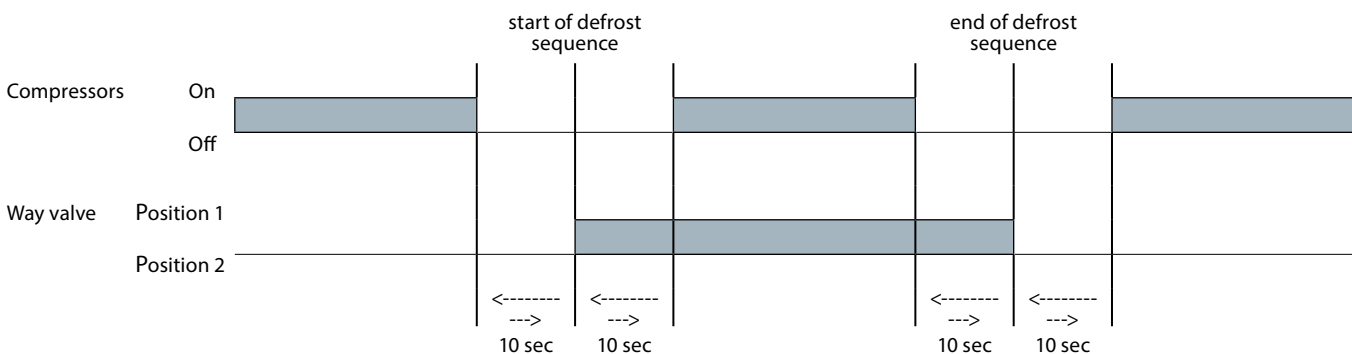 start of defrost
sequence
end of defrost
sequence
Compressors On
Off
Way valve Position 1
Position 2
<-------- <-------- <-------- <--------
---> ---> ---> --->
10 sec 10 sec 10 sec 10 sec